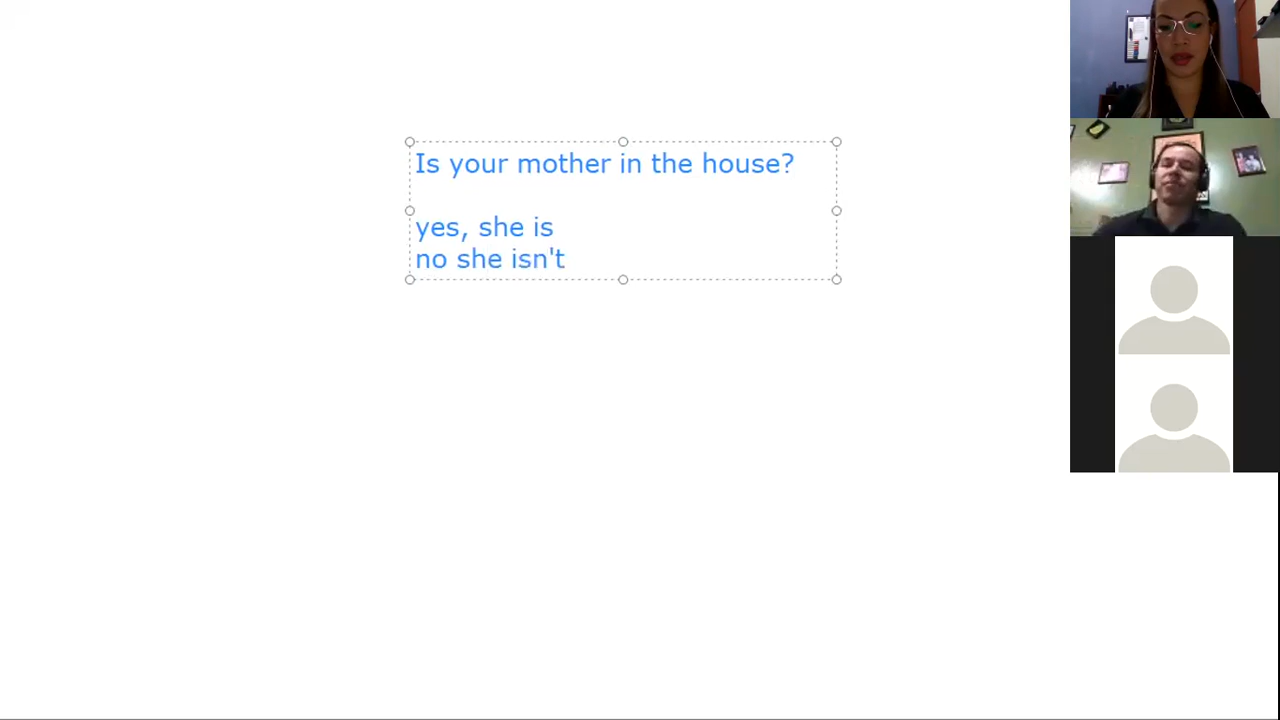 Is your mother in the house?
yes, she is
no she isn't